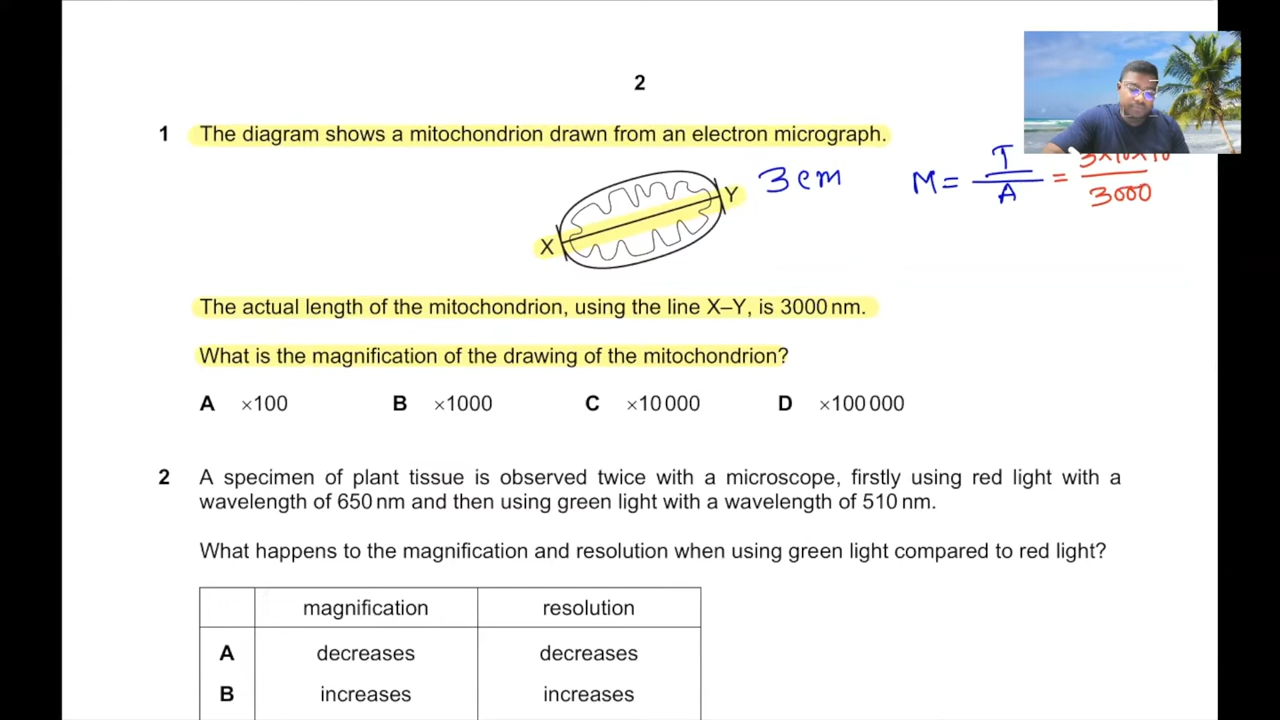 2
1 The diagram shows a mitochondrion drawn from an electron micrograph.
X Y 3cm M = I/A = 3×10×10/3000
The actual length of the mitochondrion, using the line X–Y, is 3000 nm.
What is the magnification of the drawing of the mitochondrion?
A ×100 B ×1000 C ×10 000 D ×100 000
2 A specimen of plant tissue is observed twice with a microscope, firstly using red light with a
wavelength of 650 nm and then using green light with a wavelength of 510 nm.
What happens to the magnification and resolution when using green light compared to red light?
magnification resolution
A decreases decreases
B increases increases